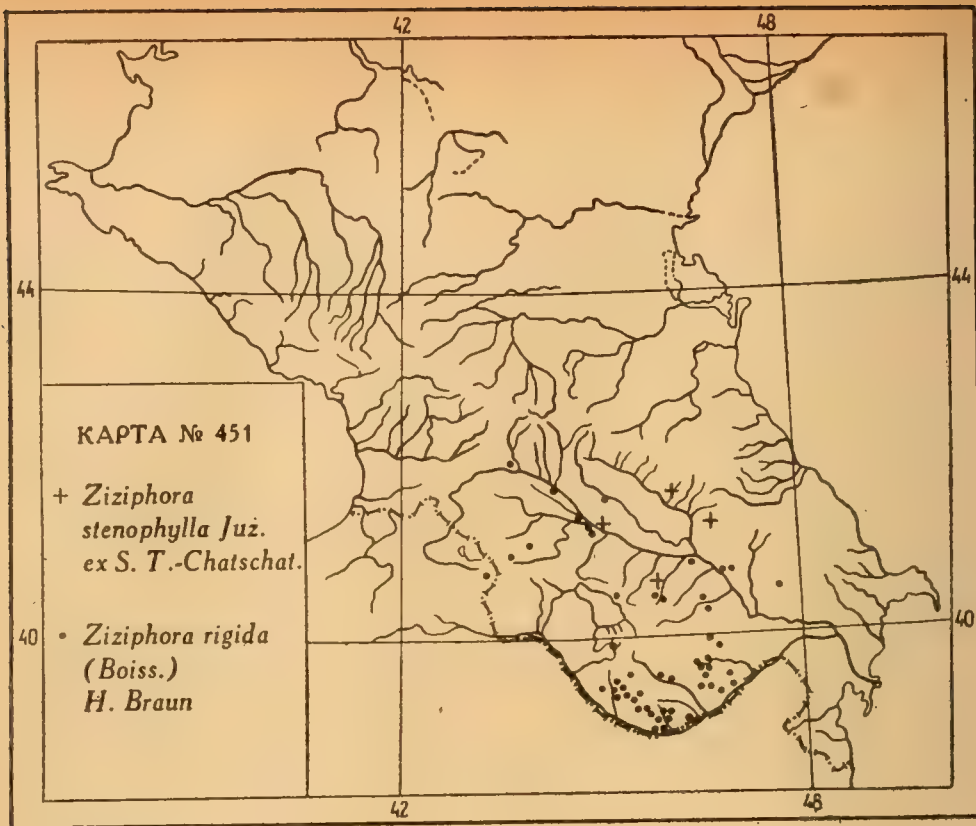 42
48
44
44
КАРТА № 451
+ Ziziphora
stenophylla Juz.
ex S. T.-Chatschat.
40
40
• Ziziphora rigida
(Boiss.)
H. Braun
42
48